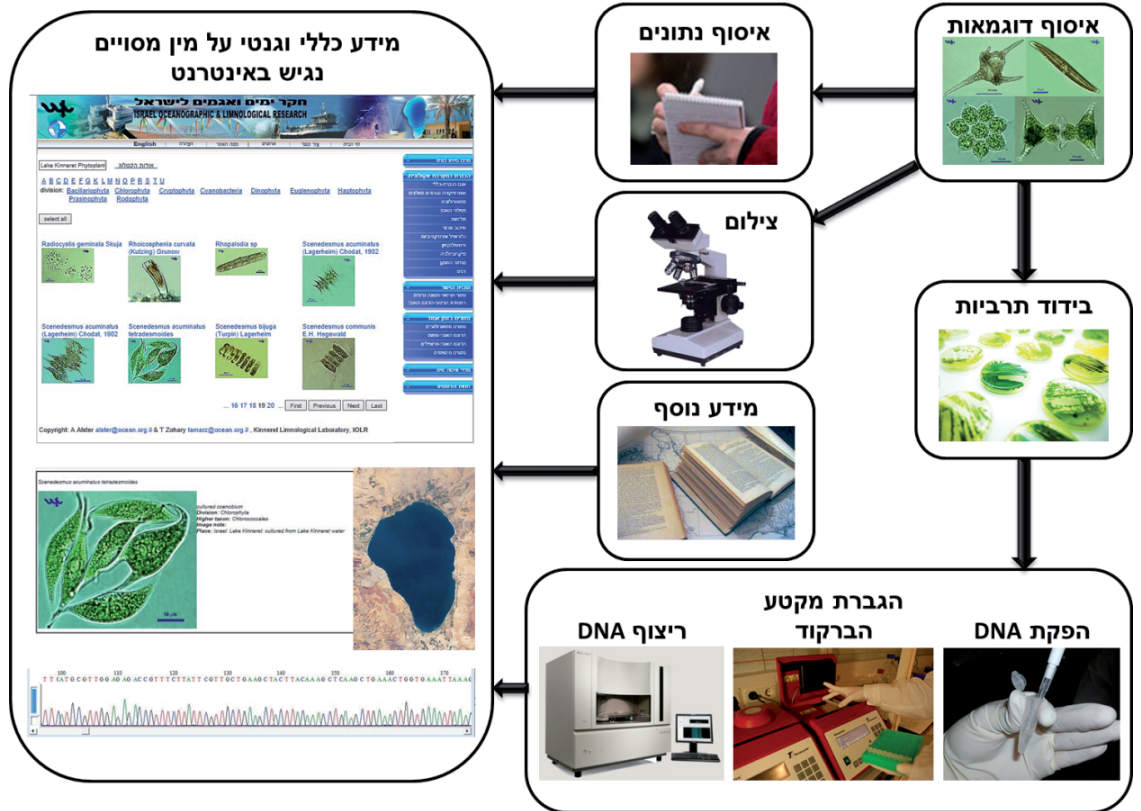 מידע כללי וגנטי על מין מסויים
נגיש באינטרנט
חקר ימים ואגמים לישראל
ISRAEL OCEANOGRAPHIC & LIMNOLOGICAL RESEARCH
English
Lake Kinneret Phytoplank
אודות הקטלוג
A B C D E F G K L M N O P R S T U
division: Bacillariophyta Chlorophyta Cryptophyta Cyanobacteria Dinophyta Euglenophyta Haptophyta
Prasinophyta Rodophyta
select all
Radiocystis geminata Skuja
Rhoicosphenia curvata
(Kutzing) Grunow
Rhopalodia sp
Scenedesmus acuminatus
(Lagerheim) Chodat, 1902
Scenedesmus acuminatus
(Lagerheim) Chodat, 1902
Scenedesmus acuminatus
tetradesmoides
Scenedesmus bijuga
(Turpin) Lagerheim
Scenedesmus communis
E.H. Hegewald
... 16 17 18 19 20 ... First Previous Next Last
Copyright: A Alster alster@ocean.org.il & T Zohary tamarz@ocean.org.il , Kinneret Limnological Laboratory, IOLR
Scenedesmus acuminatus tetradesmoides
cultured coenobium
Division: Chlorophyta
Higher taxon: Chlorococcales
Image note:
Place: Israel: Lake Kinneret: cultured from Lake Kinneret water
100 110 120 130 140 150 160 170
איסוף נתונים
איסוף דוגמאות
צילום
בידוד תרביות
מידע נוסף
הפקת DNA
הגברת מקטע
הברקוד
ריצוף DNA